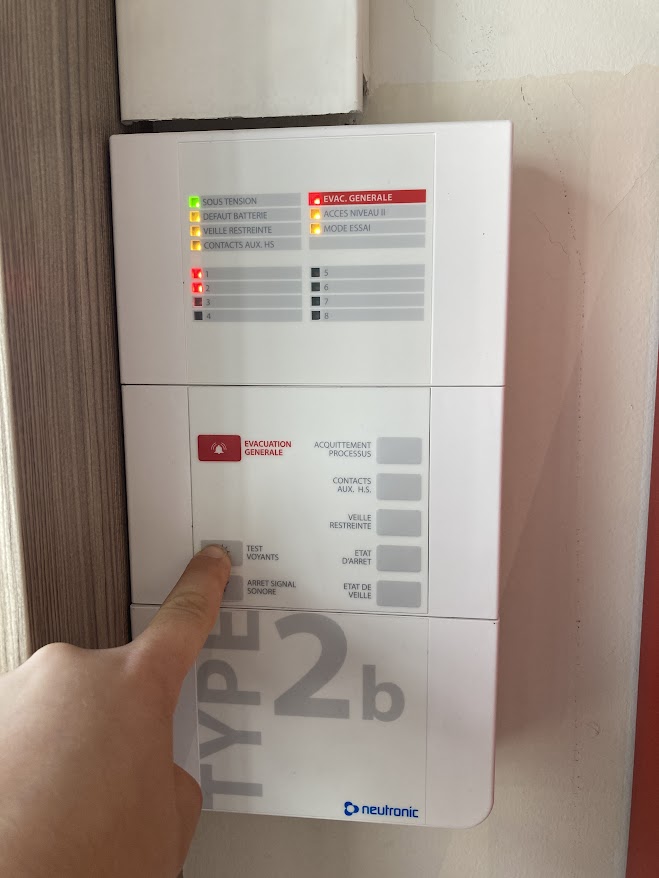 SOUS TENSION
DEFAUT BATTERIE
VEILLE RESTREINTE
CONTACTS AUX. HS
EVAC. GENERALE
ACCES NIVEAU II
MODE ESSAI
1
2
3
4
5
6
7
8
EVACUATION
GENERALE
TEST
VOYANTS
ARRET SIGNAL
SONORE
ACQUITTEMENT
PROCESSUS
CONTACTS
AUX. H.S.
VEILLE
RESTREINTE
ETAT
D'ARRET
ETAT DE
VEILLE
TYPE
2b
neutronic